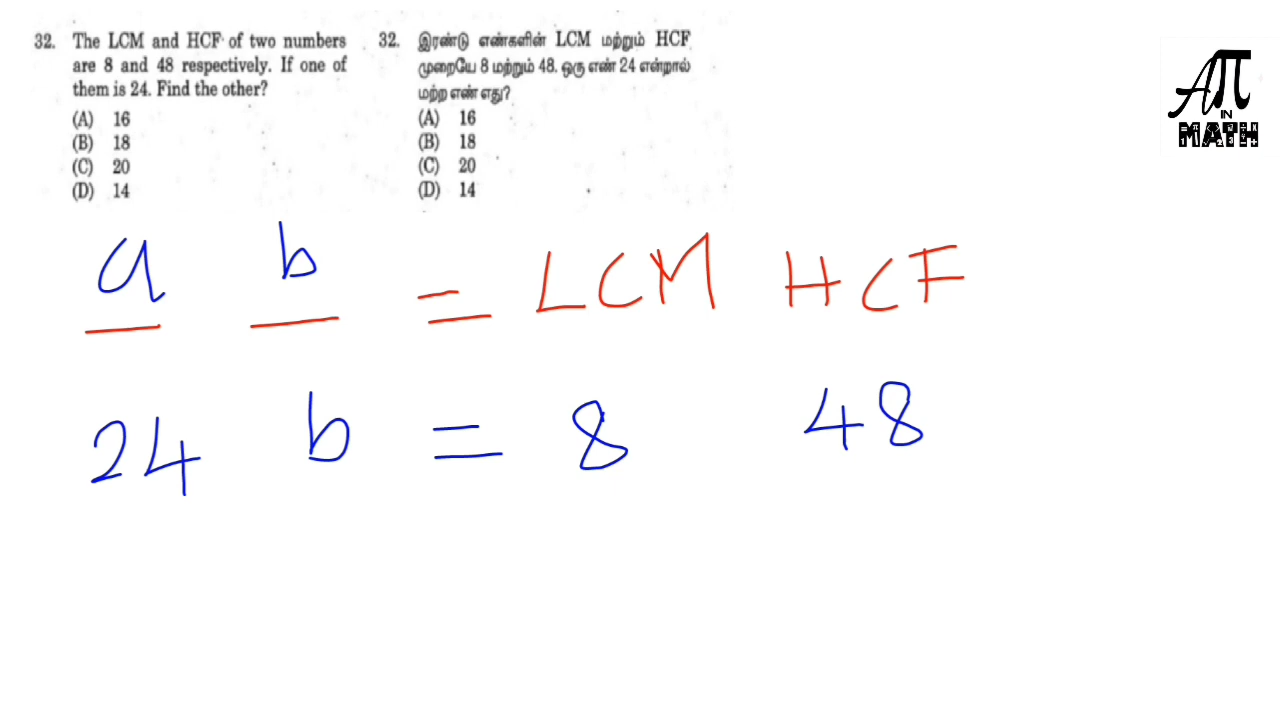 32. The LCM and HCF of two numbers
are 8 and 48 respectively. If one of
them is 24. Find the other?
(A) 16
(B) 18
(C) 20
(D) 14
32. இரண்டு எண்களின் LCM மற்றும் HCF
முறையே 8 மற்றும் 48. ஒரு எண் 24 என்றால்
மற்ற எண் எது?
(A) 16
(B) 18
(C) 20
(D) 14
Aπ
IN
MATH
a b = LCM HCF
24 b = 8 48